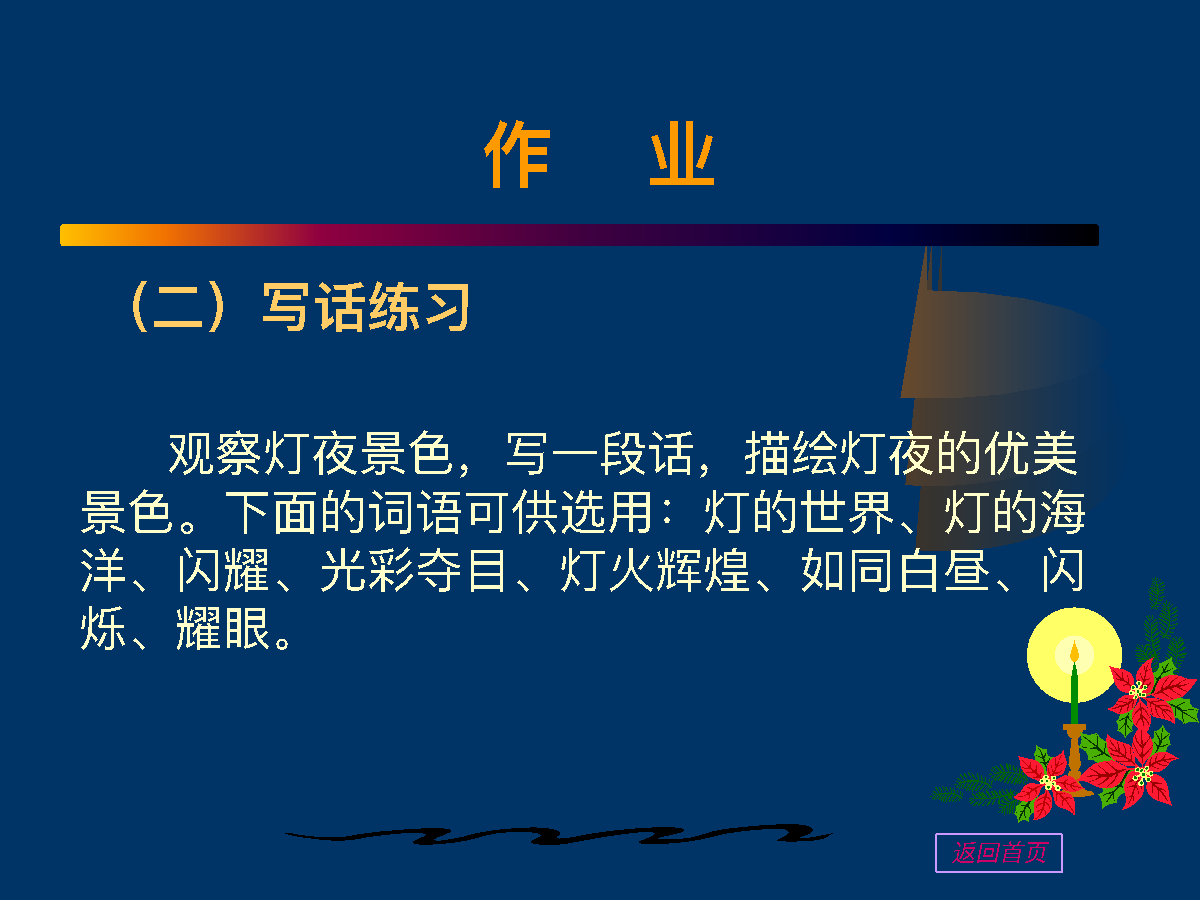 作 业
（二）写话练习
观察灯夜景色，写一段话，描绘灯夜的优美
景色。下面的词语可供选用：灯的世界、灯的海
洋、闪耀、光彩夺目、灯火辉煌、如同白昼、闪
烁、耀眼。
返回首页